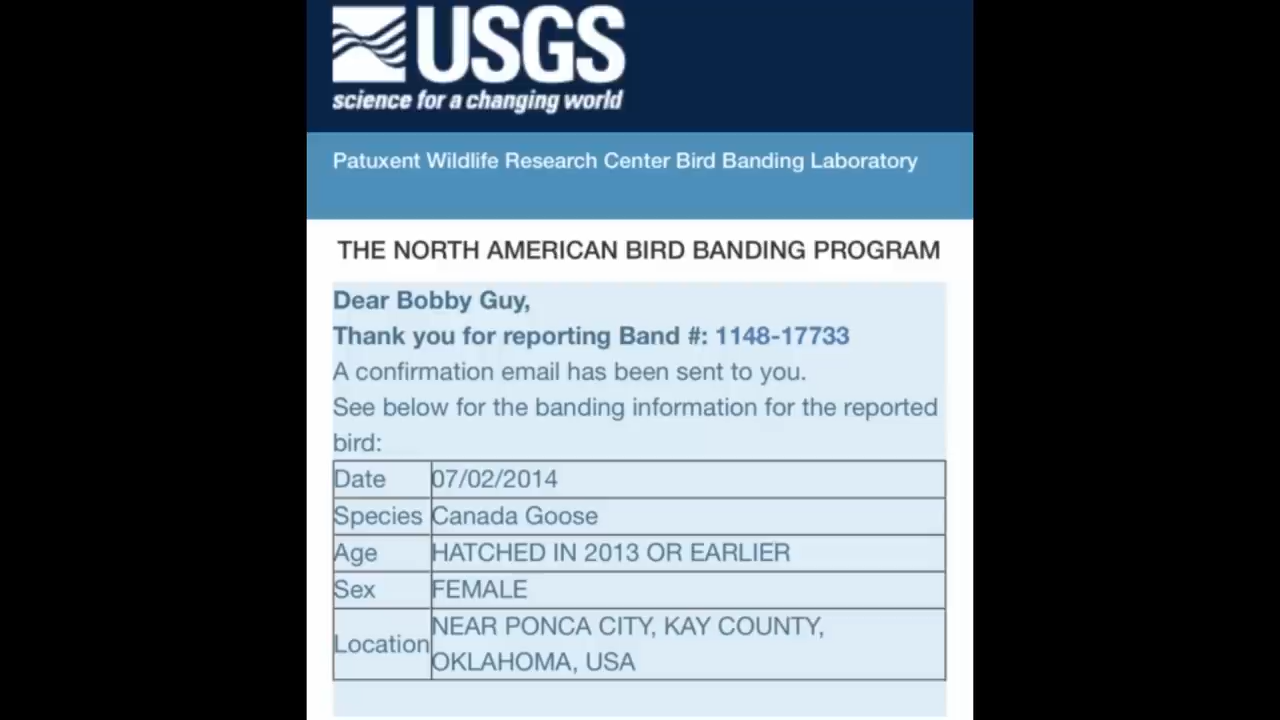 USGS
science for a changing world
Patuxent Wildlife Research Center Bird Banding Laboratory
THE NORTH AMERICAN BIRD BANDING PROGRAM
Dear Bobby Guy,
Thank you for reporting Band #: 1148-17733
A confirmation email has been sent to you.
See below for the banding information for the reported
bird:
Date 07/02/2014
Species Canada Goose
Age HATCHED IN 2013 OR EARLIER
Sex FEMALE
Location NEAR PONCA CITY, KAY COUNTY,
OKLAHOMA, USA